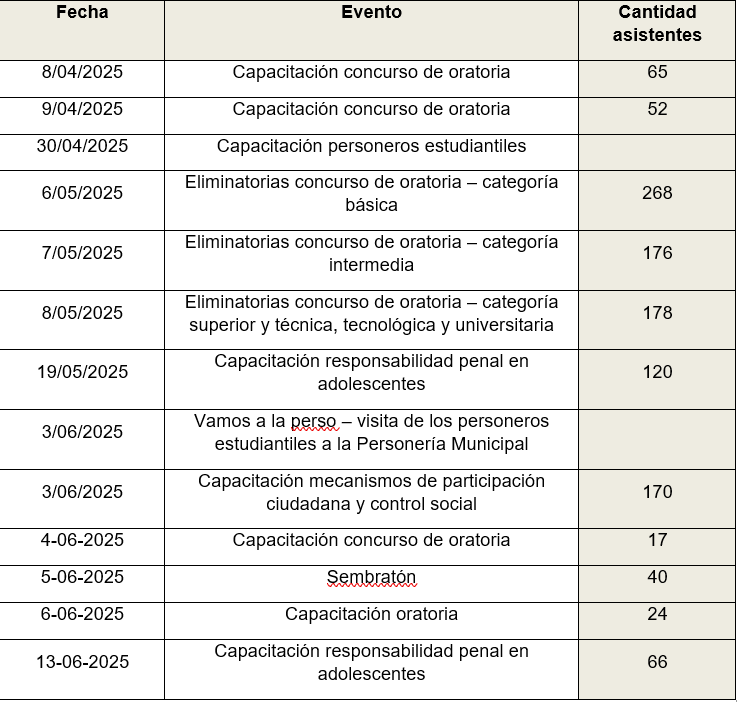 Fecha Evento Cantidad
asistentes
8/04/2025 Capacitación concurso de oratoria 65
9/04/2025 Capacitación concurso de oratoria 52
30/04/2025 Capacitación personeros estudiantiles
6/05/2025 Eliminatorias concurso de oratoria – categoría
básica 268
7/05/2025 Eliminatorias concurso de oratoria – categoría
intermedia 176
8/05/2025 Eliminatorias concurso de oratoria – categoría
superior y técnica, tecnológica y universitaria 178
19/05/2025 Capacitación responsabilidad penal en
adolescentes 120
3/06/2025 Vamos a la perso – visita de los personeros
estudiantiles a la Personería Municipal
3/06/2025 Capacitación mecanismos de participación
ciudadana y control social 170
4-06-2025 Capacitación concurso de oratoria 17
5-06-2025 Sembratón 40
6-06-2025 Capacitación oratoria 24
13-06-2025 Capacitación responsabilidad penal en
adolescentes 66